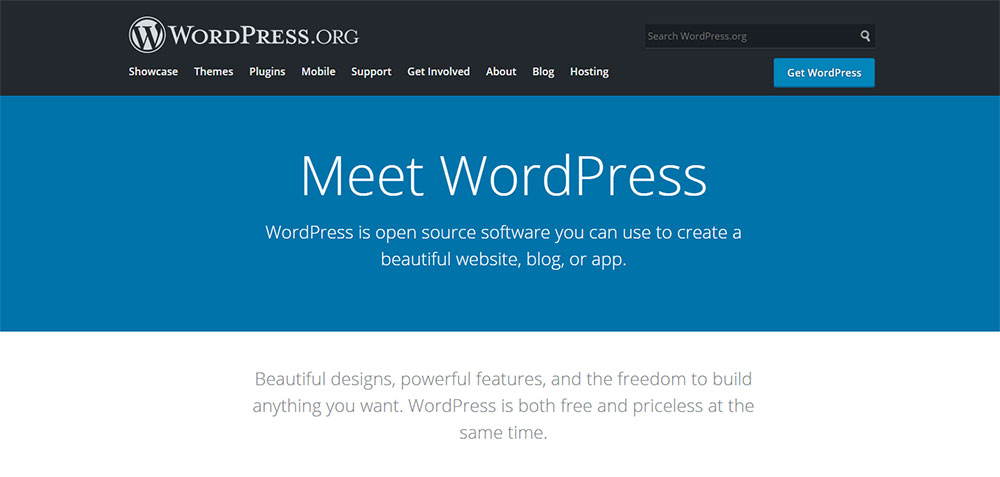 WORDPRESS.ORG
Search WordPress.org
Showcase Themes Plugins Mobile Support Get Involved About Blog Hosting
Get WordPress
Meet WordPress
WordPress is open source software you can use to create a
beautiful website, blog, or app.
Beautiful designs, powerful features, and the freedom to build
anything you want. WordPress is both free and priceless at the
same time.